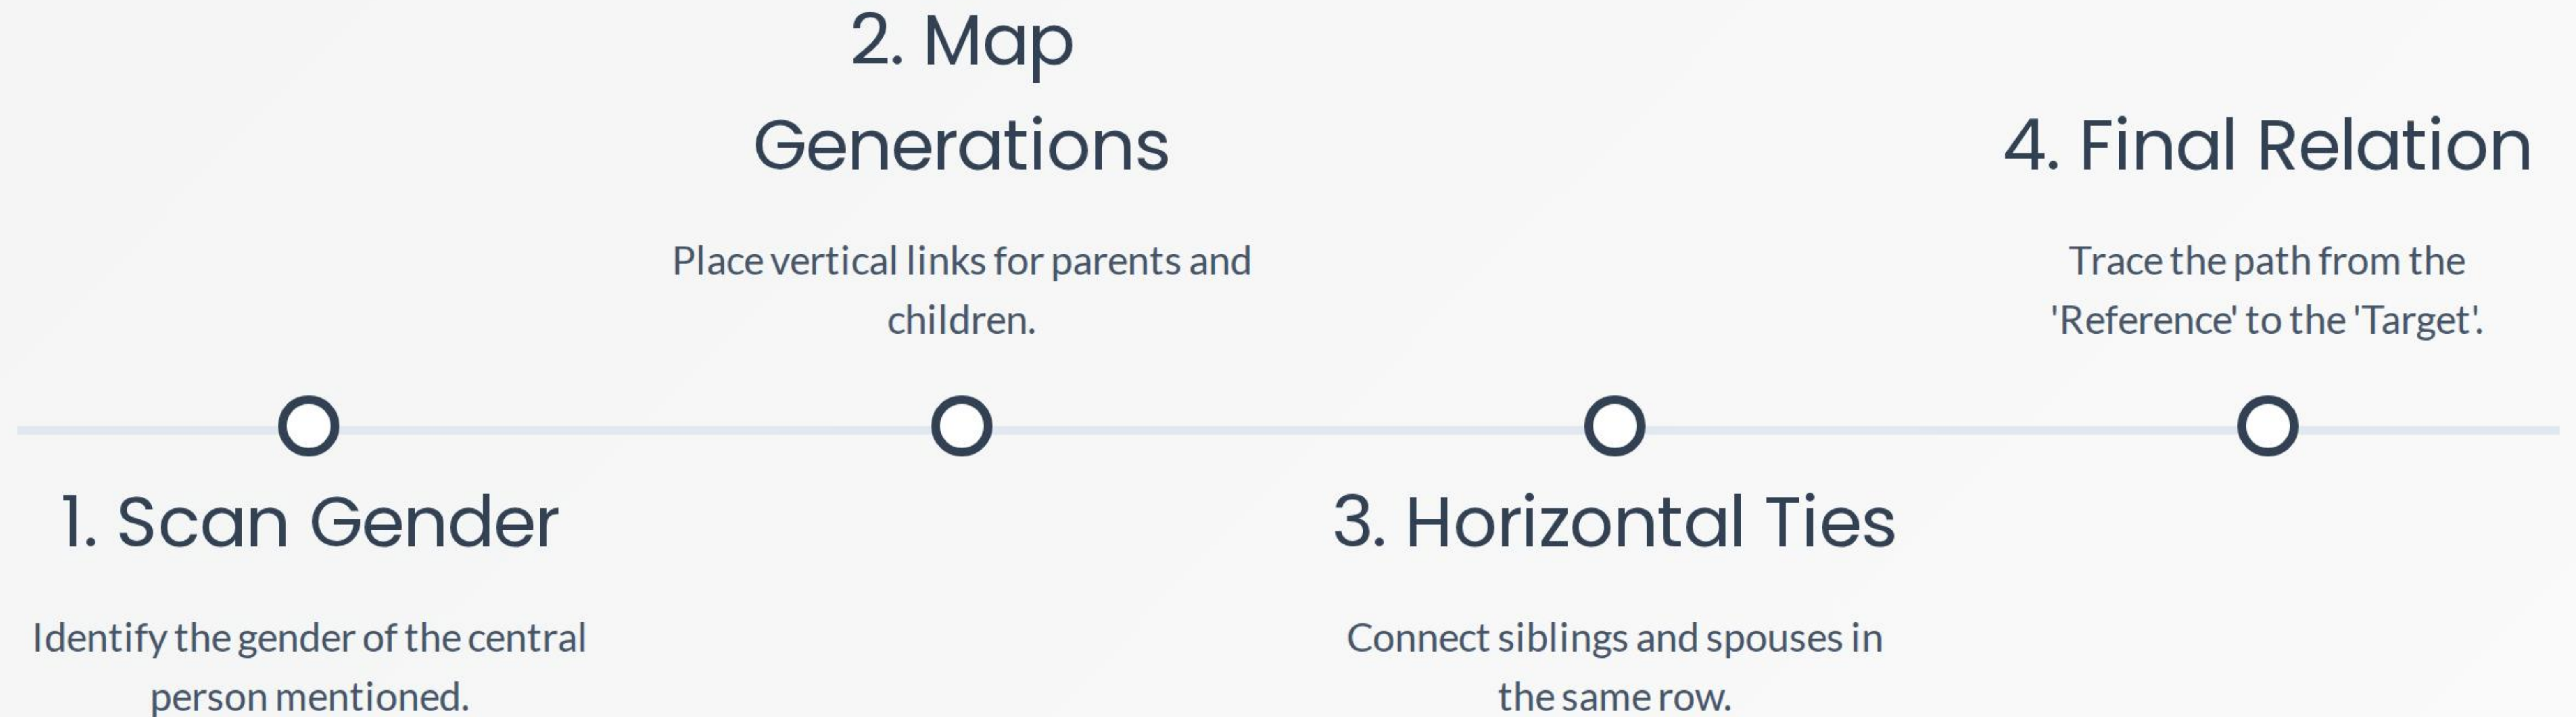 1. Scan Gender
Identify the gender of the central
person mentioned.
2. Map
Generations
Place vertical links for parents and
children.
3. Horizontal Ties
Connect siblings and spouses in
the same row.
4. Final Relation
Trace the path from the
'Reference' to the 'Target'.